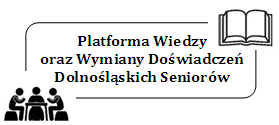 Platforma Wiedzy
oraz Wymiany Doświadczeń
Dolnośląskich Seniorów